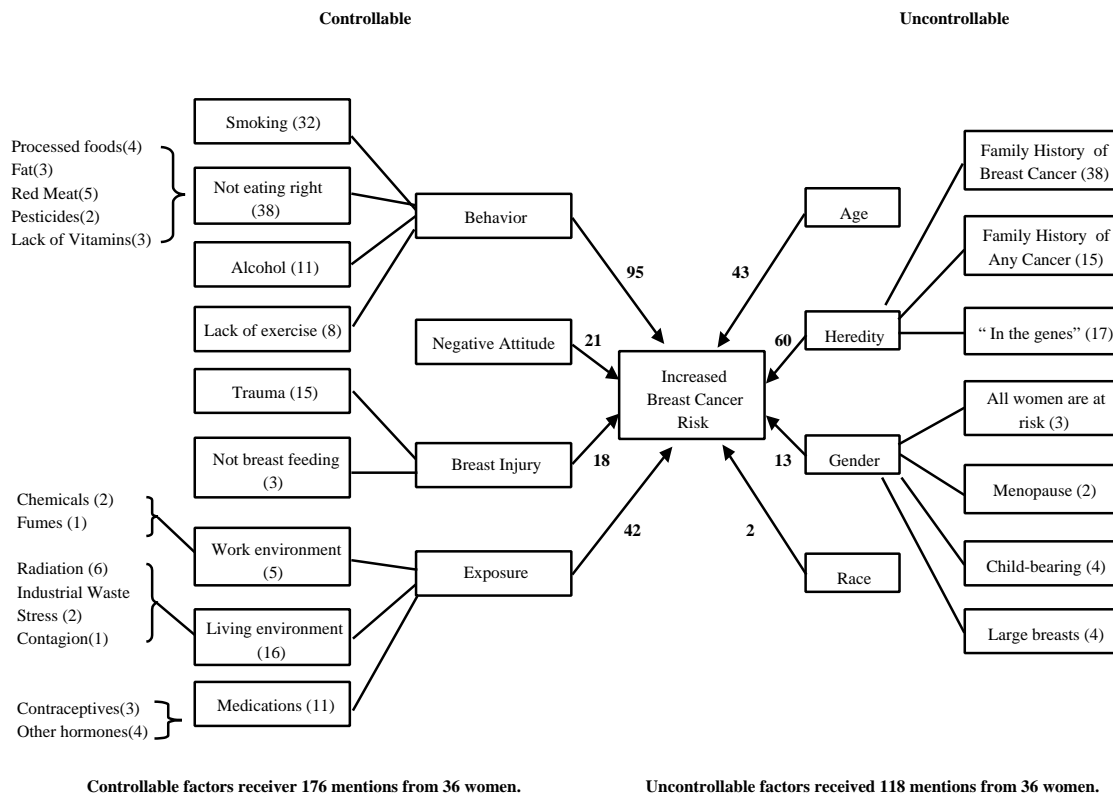 Controllable
Uncontrollable
Smoking (32)
Processed foods(4)
Fat(3)
Red Meat(5)
Pesticides(2)
Lack of Vitamins(3)
Not eating right
(38)
Alcohol (11)
Lack of exercise (8)
Behavior
95
Negative Attitude
21
Trauma (15)
Not breast feeding
(3)
Breast Injury
18
Chemicals (2)
Fumes (1)
Work environment
(5)
Radiation (6)
Industrial Waste
Stress (2)
Contagion(1)
Living environment
(16)
Contraceptives(3)
Other hormones(4)
Medications (11)
Exposure
42
Increased
Breast Cancer
Risk
Age
43
Heredity
60
Family History of
Breast Cancer (38)
Family History of
Any Cancer (15)
“ In the genes” (17)
Gender
13
All women are at
risk (3)
Menopause (2)
Child-bearing (4)
Large breasts (4)
Race
2
Controllable factors receiver 176 mentions from 36 women.
Uncontrollable factors received 118 mentions from 36 women.